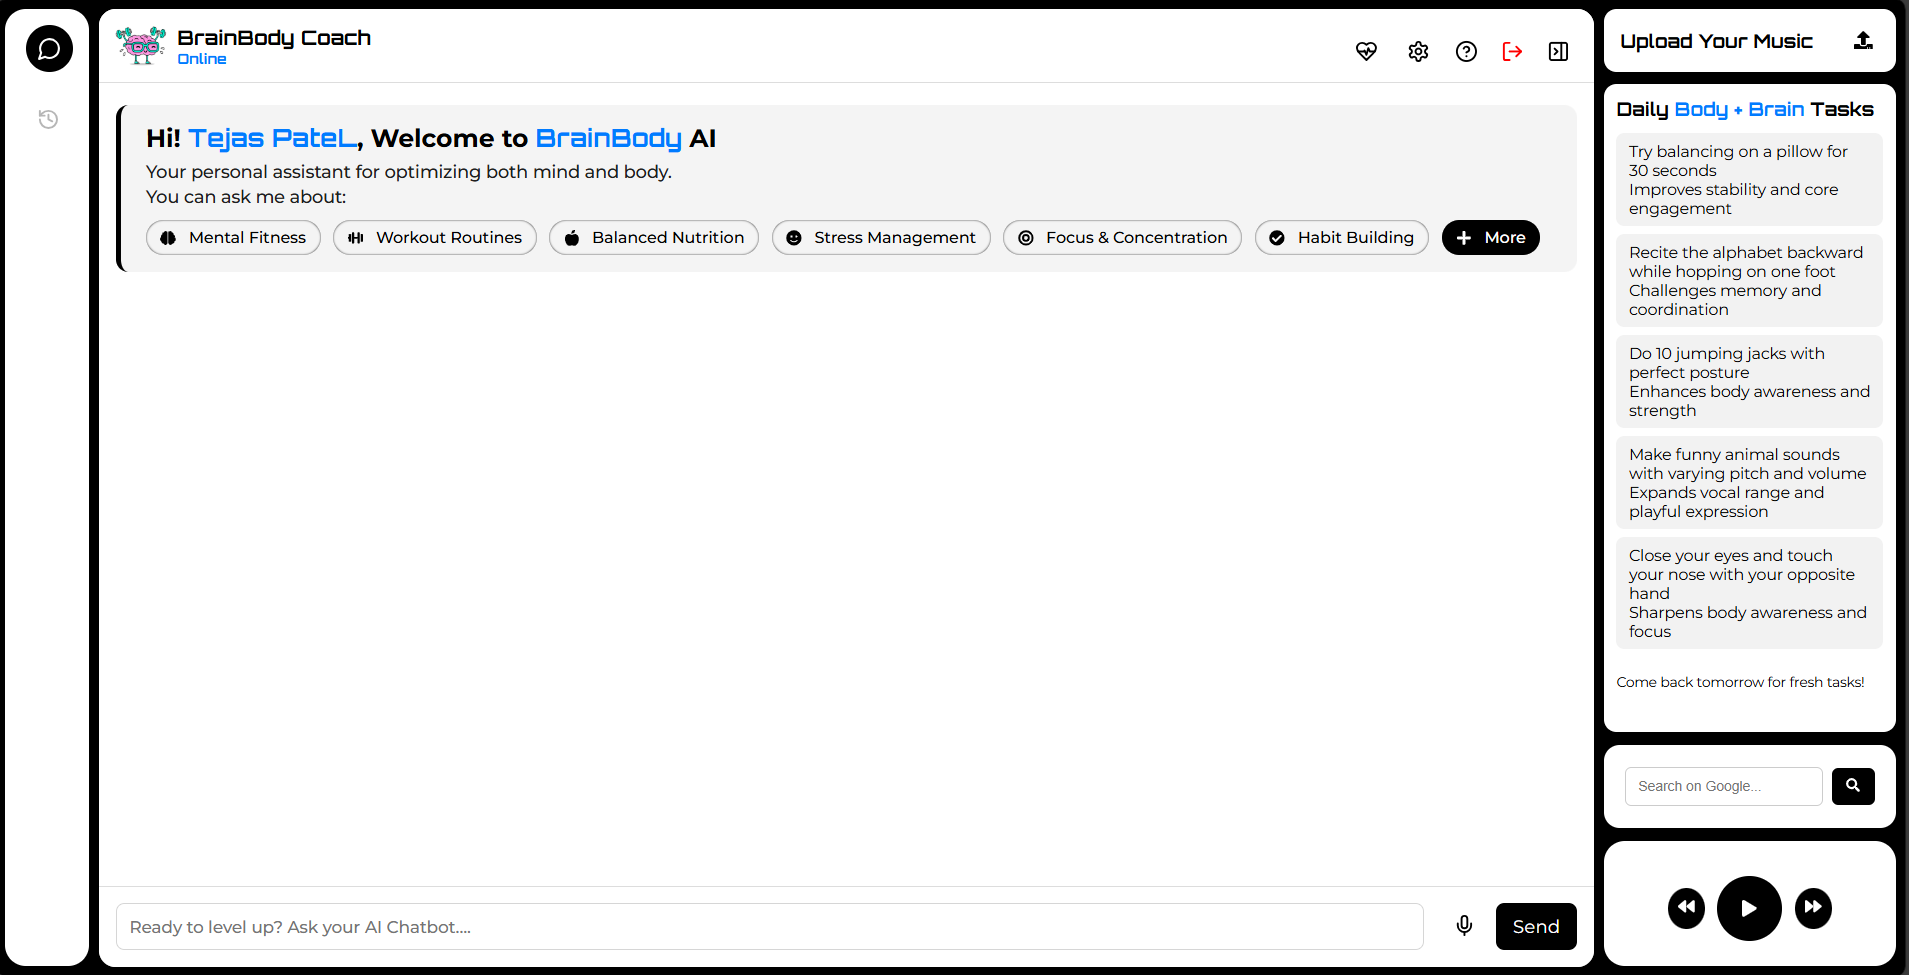 BrainBody Coach
Online
Hi! Tejas PateL, Welcome to BrainBody AI
Your personal assistant for optimizing both mind and body.
You can ask me about:
Mental Fitness
Workout Routines
Balanced Nutrition
Stress Management
Focus & Concentration
Habit Building
More
Ready to level up? Ask your AI Chatbot....
Send
Upload Your Music
Daily Body + Brain Tasks
Try balancing on a pillow for
30 seconds
Improves stability and core
engagement
Recite the alphabet backward
while hopping on one foot
Challenges memory and
coordination
Do 10 jumping jacks with
perfect posture
Enhances body awareness and
strength
Make funny animal sounds
with varying pitch and volume
Expands vocal range and
playful expression
Close your eyes and touch
your nose with your opposite
hand
Sharpens body awareness and
focus
Come back tomorrow for fresh tasks!
Search on Google...